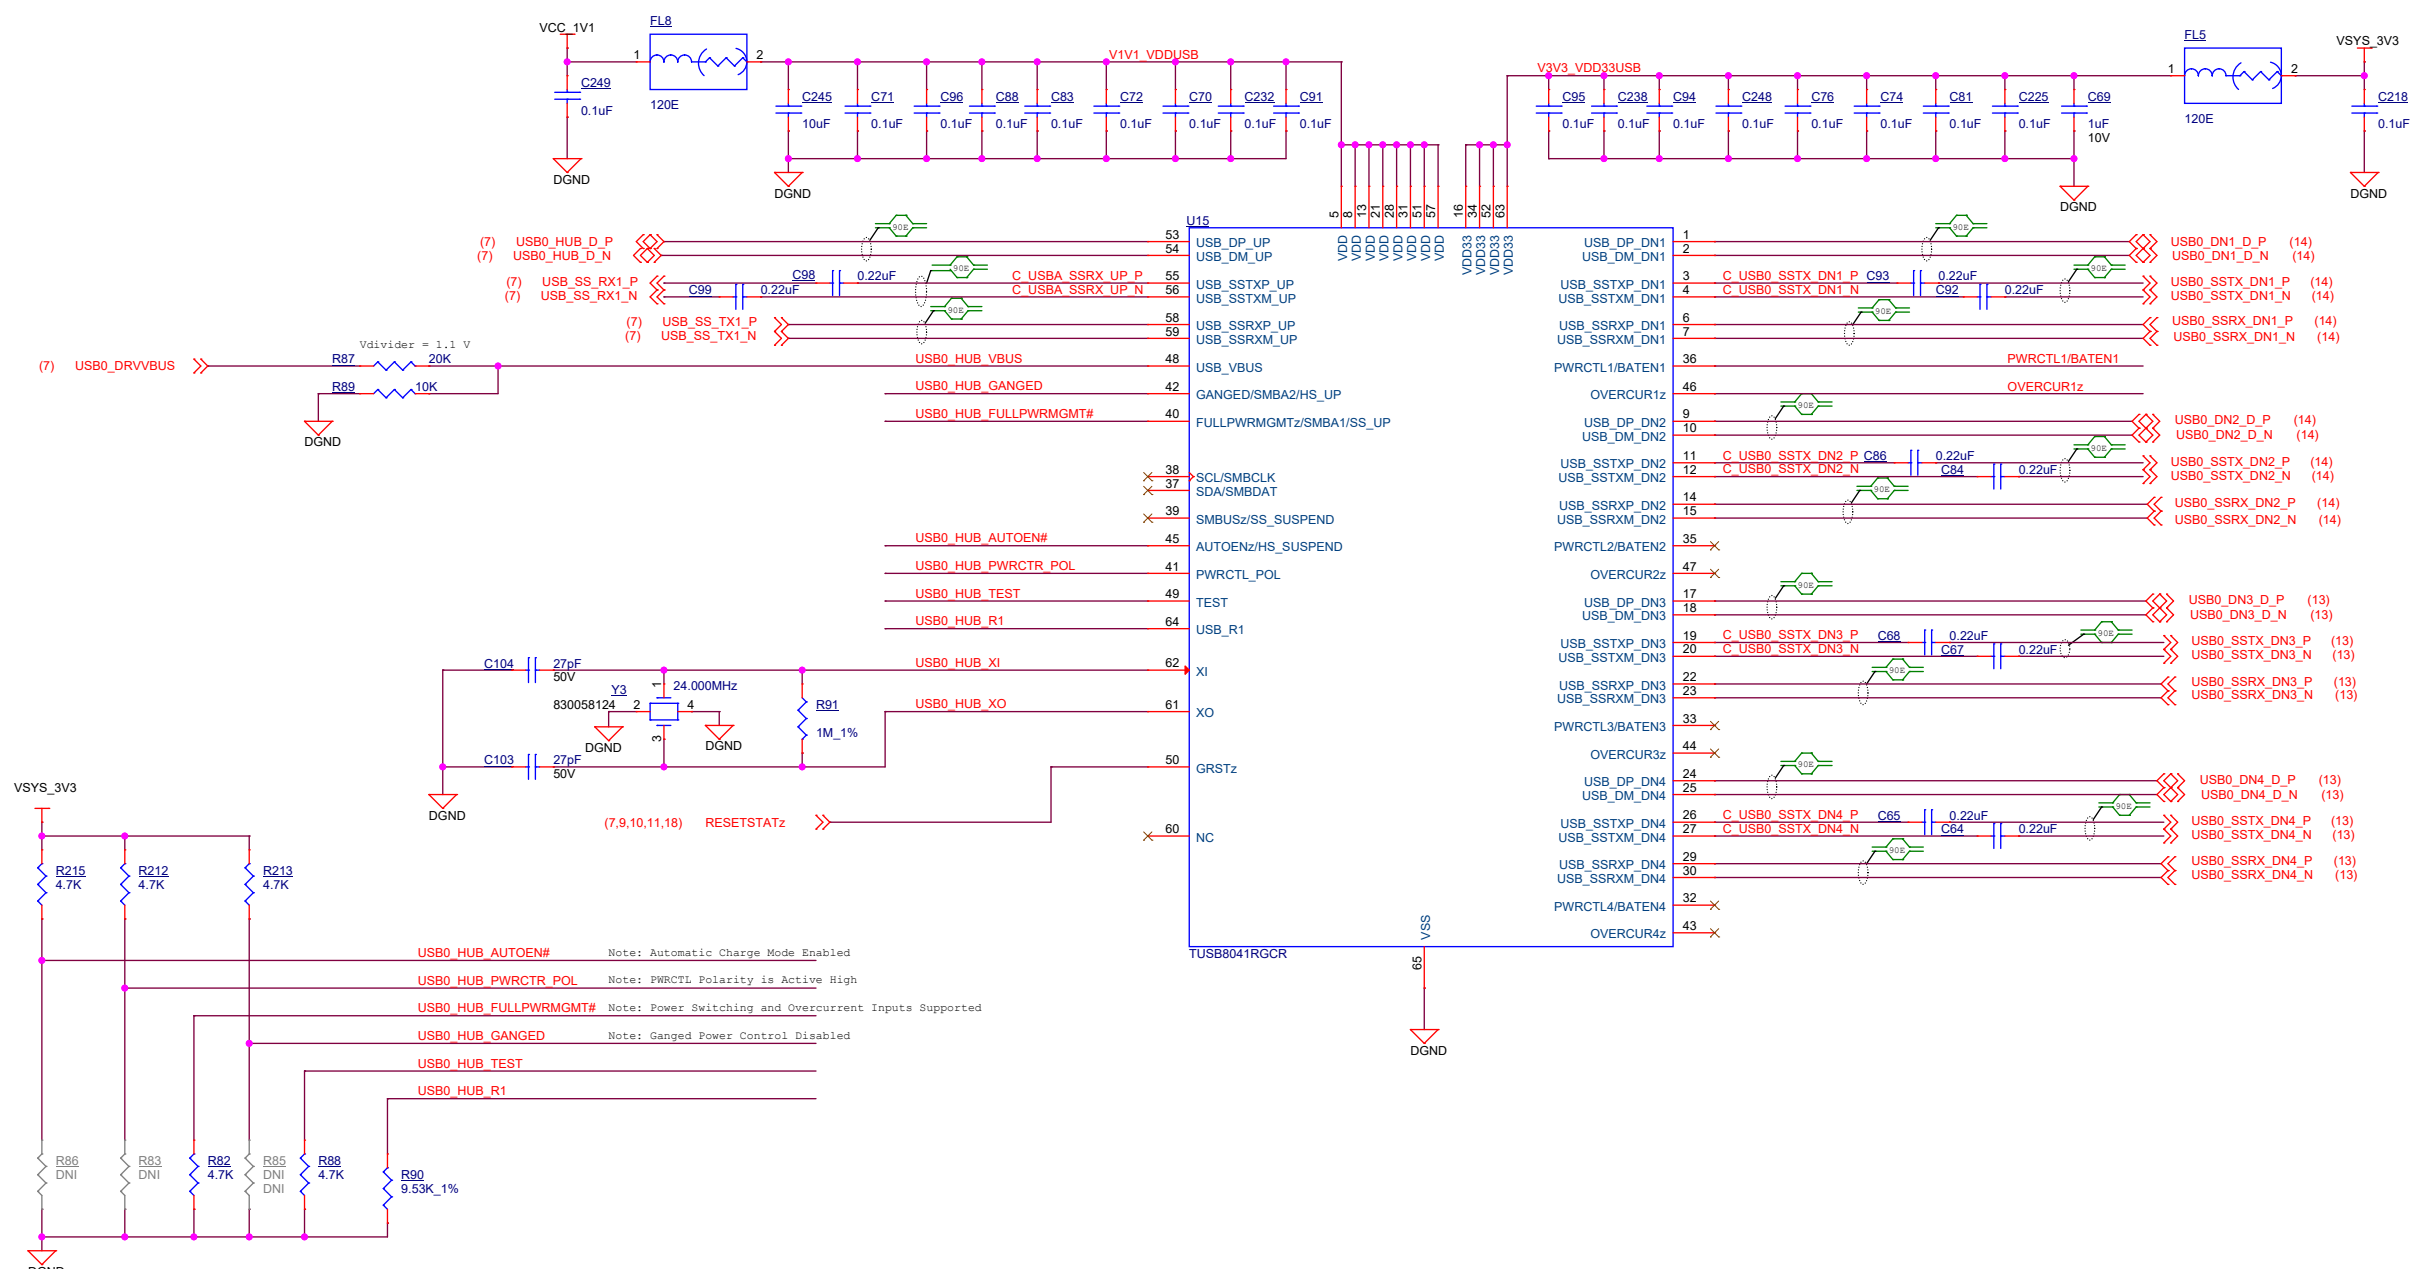 VCC_1V1
FL8
1
2
120E
C249
0.1uF
DGND
V1V1_VDDUSB
C245
10uF
C71
0.1uF
C96
0.1uF
C88
0.1uF
C83
0.1uF
C72
0.1uF
C70
0.1uF
C232
0.1uF
C91
0.1uF
DGND
V3V3_VDD33USB
C95
0.1uF
C238
0.1uF
C94
0.1uF
C248
0.1uF
C76
0.1uF
C74
0.1uF
C81
0.1uF
C225
0.1uF
C69
1uF
10V
DGND
FL5
1
2
120E
VSYS_3V3
C218
0.1uF
DGND
5 8 13 21 28 31 51 57 16 34 52 63
VDD VDD VDD VDD VDD VDD VDD VDD VDD33 VDD33 VDD33 VDD33
U15
(7) USB0_HUB_D_P 90E 53 USB_DP_UP
(7) USB0_HUB_D_N 54 USB_DM_UP
(7) USB_SS_RX1_P C98 0.22uF 90E C_USBA_SSRX_UP_P 55 USB_SSTXP_UP
(7) USB_SS_RX1_N C99 0.22uF C_USBA_SSRX_UP_N 56 USB_SSTXM_UP
(7) USB_SS_TX1_P 90E 58 USB_SSRXP_UP
(7) USB_SS_TX1_N 59 USB_SSRXM_UP
Vdivider = 1.1 V
(7) USB0_DRVVBUS R87 20K USB0_HUB_VBUS 48 USB_VBUS
R89 10K
DGND
USB0_HUB_GANGED 42 GANGED/SMBA2/HS_UP
USB0_HUB_FULLPWRMGMT# 40 FULLPWRMGMTz/SMBA1/SS_UP
38 SCL/SMBCLK
37 SDA/SMBDAT
39 SMBUSz/SS_SUSPEND
USB0_HUB_AUTOEN# 45 AUTOENz/HS_SUSPEND
USB0_HUB_PWRCTR_POL 41 PWRCTL_POL
USB0_HUB_TEST 49 TEST
USB0_HUB_R1 64 USB_R1
C104 27pF
50V
USB0_HUB_XI 62 XI
Y3
830058124
1 24.000MHz
2 4
3
DGND
DGND
R91
1M_1%
USB0_HUB_XO 61 XO
C103 27pF
50V
DGND
50 GRSTz
(7,9,10,11,18) RESETSTATz
60 NC
USB_DP_DN1 1 90E USB0_DN1_D_P (14)
USB_DM_DN1 2 USB0_DN1_D_N (14)
USB_SSTXP_DN1 3 C_USB0_SSTX_DN1_P C93 0.22uF 90E USB0_SSTX_DN1_P (14)
USB_SSTXM_DN1 4 C_USB0_SSTX_DN1_N C92 0.22uF USB0_SSTX_DN1_N (14)
USB_SSRXP_DN1 6 90E USB0_SSRX_DN1_P (14)
USB_SSRXM_DN1 7 USB0_SSRX_DN1_N (14)
PWRCTL1/BATEN1 36 PWRCTL1/BATEN1
OVERCUR1z 46 OVERCUR1z
USB_DP_DN2 9 90E USB0_DN2_D_P (14)
USB_DM_DN2 10 USB0_DN2_D_N (14)
USB_SSTXP_DN2 11 C_USB0_SSTX_DN2_P C86 0.22uF 90E USB0_SSTX_DN2_P (14)
USB_SSTXM_DN2 12 C_USB0_SSTX_DN2_N C84 0.22uF USB0_SSTX_DN2_N (14)
USB_SSRXP_DN2 14 90E USB0_SSRX_DN2_P (14)
USB_SSRXM_DN2 15 USB0_SSRX_DN2_N (14)
PWRCTL2/BATEN2 35
OVERCUR2z 47
USB_DP_DN3 17 90E USB0_DN3_D_P (13)
USB_DM_DN3 18 USB0_DN3_D_N (13)
USB_SSTXP_DN3 19 C_USB0_SSTX_DN3_P C68 0.22uF 90E USB0_SSTX_DN3_P (13)
USB_SSTXM_DN3 20 C_USB0_SSTX_DN3_N C67 0.22uF USB0_SSTX_DN3_N (13)
USB_SSRXP_DN3 22 90E USB0_SSRX_DN3_P (13)
USB_SSRXM_DN3 23 USB0_SSRX_DN3_N (13)
PWRCTL3/BATEN3 33
OVERCUR3z 44
USB_DP_DN4 24 90E USB0_DN4_D_P (13)
USB_DM_DN4 25 USB0_DN4_D_N (13)
USB_SSTXP_DN4 26 C_USB0_SSTX_DN4_P C65 0.22uF 90E USB0_SSTX_DN4_P (13)
USB_SSTXM_DN4 27 C_USB0_SSTX_DN4_N C64 0.22uF USB0_SSTX_DN4_N (13)
USB_SSRXP_DN4 29 90E USB0_SSRX_DN4_P (13)
USB_SSRXM_DN4 30 USB0_SSRX_DN4_N (13)
PWRCTL4/BATEN4 32
OVERCUR4z 43
VSS
65
TUSB8041RGCR
DGND
VSYS_3V3
R215
4.7K
R212
4.7K
R213
4.7K
USB0_HUB_AUTOEN# Note: Automatic Charge Mode Enabled
USB0_HUB_PWRCTR_POL Note: PWRCTL Polarity is Active High
USB0_HUB_FULLPWRMGMT# Note: Power Switching and Overcurrent Inputs Supported
USB0_HUB_GANGED Note: Ganged Power Control Disabled
USB0_HUB_TEST
USB0_HUB_R1
R86
DNI
R83
DNI
R82
4.7K
R85
DNI
DNI
R88
4.7K
R90
9.53K_1%
DGND